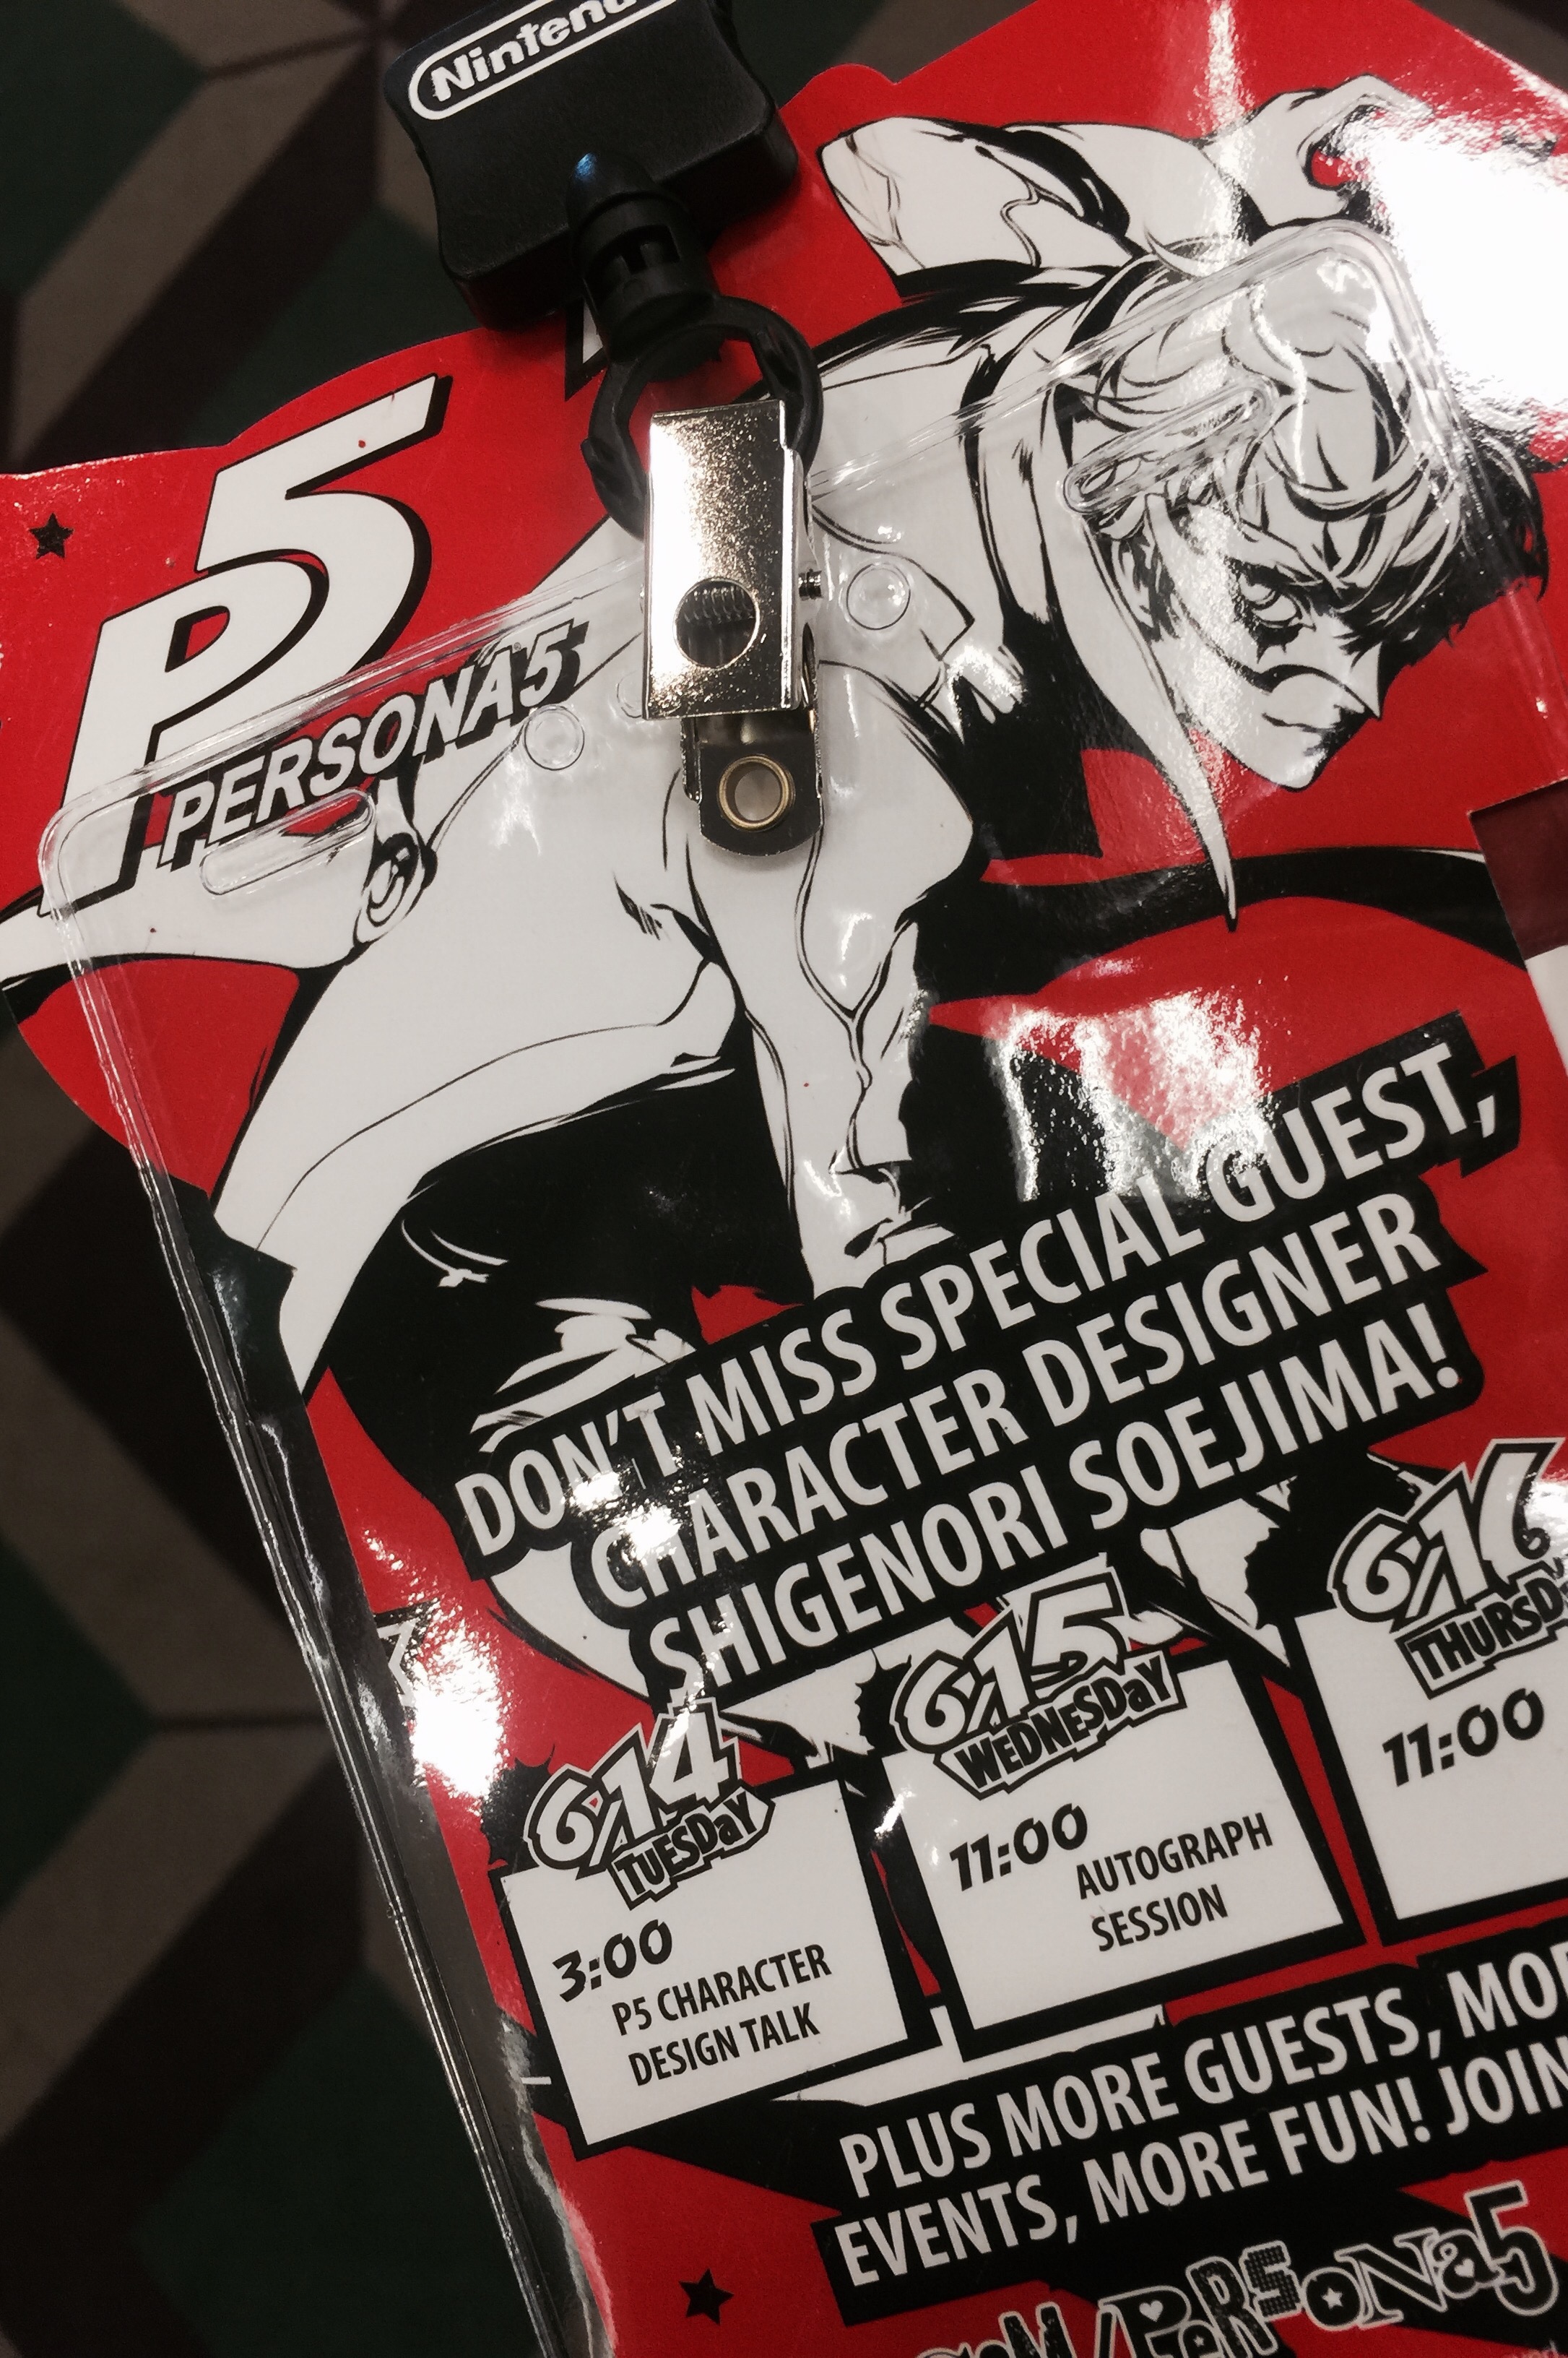 Nintendo
P5
PERSONA5
DON'T MISS SPECIAL GUEST,
CHARACTER DESIGNER
SHIGENORI SOEJIMA!
6/14
TUESDaY
3:00
P5 CHARACTER
DESIGN TALK
6/15
WEDNESDaY
11:00
AUTOGRAPH
SESSION
6/16
THURSDa
11:00
PLUS MORE GUESTS, MOR
EVENTS, MORE FUN! JOIN
/PeRSoNa5